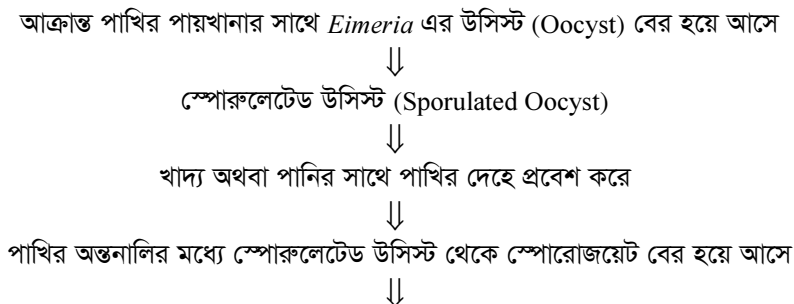 আক্রান্ত পাখির পায়খানার সাথে Eimeria এর উসিস্ট (Oocyst) বের হয়ে আসে
⇓
স্পোরুলেটেড উসিস্ট (Sporulated Oocyst)
⇓
খাদ্য অথবা পানির সাথে পাখির দেহে প্রবেশ করে
⇓
পাখির অন্তনালির মধ্যে স্পোরুলেটেড উসিস্ট থেকে স্পোরোজয়েট বের হয়ে আসে
⇓